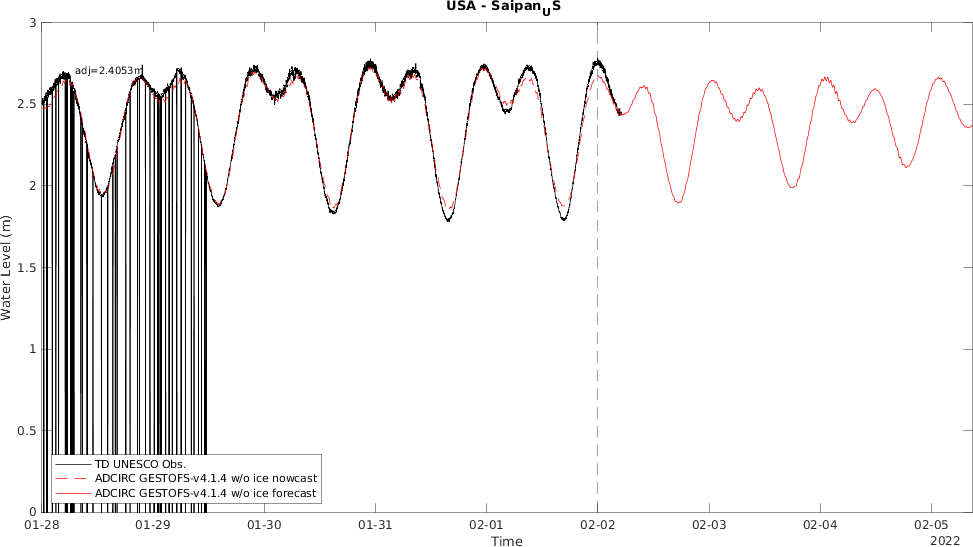 USA - Saipan_US
3
adj=2.4053m
2.5
2
1.5
1
0.5
0
Water Level (m)
TD UNESCO Obs.
ADCIRC GESTOFS-v4.1.4 w/o ice nowcast
ADCIRC GESTOFS-v4.1.4 w/o ice forecast
01-28 01-29 01-30 01-31 02-01 02-02 02-03 02-04 02-05
Time
2022